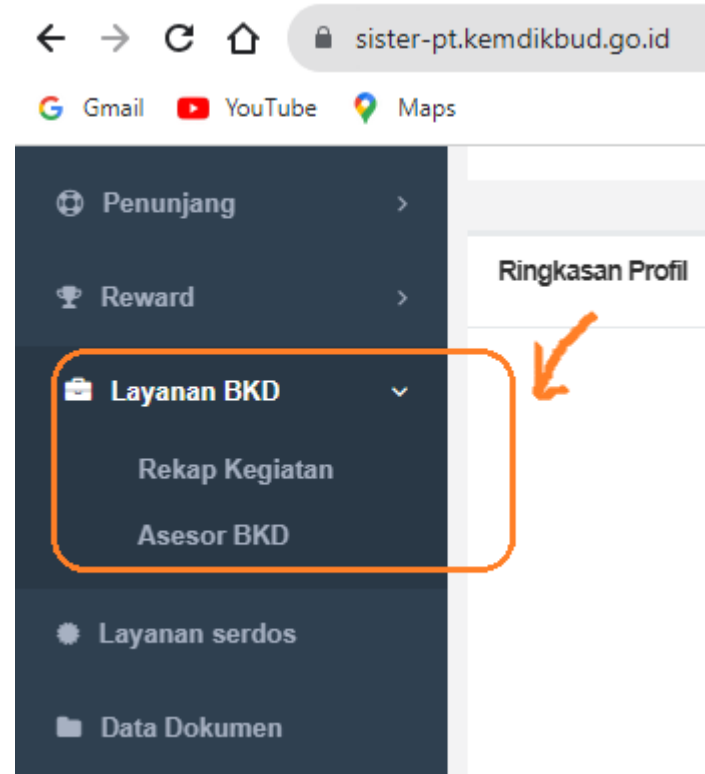 sister-pt.kemdikbud.go.id
Gmail YouTube Maps
Penunjang
Ringkasan Profil
Reward
Layanan BKD
Rekap Kegiatan
Asesor BKD
Layanan serdos
Data Dokumen